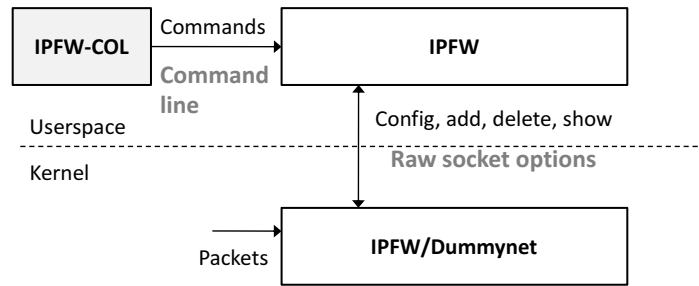 IPFW-COL
Commands
Command
line
IPFW
Config, add, delete, show
Userspace
Raw socket options
Kernel
Packets
IPFW/Dummynet